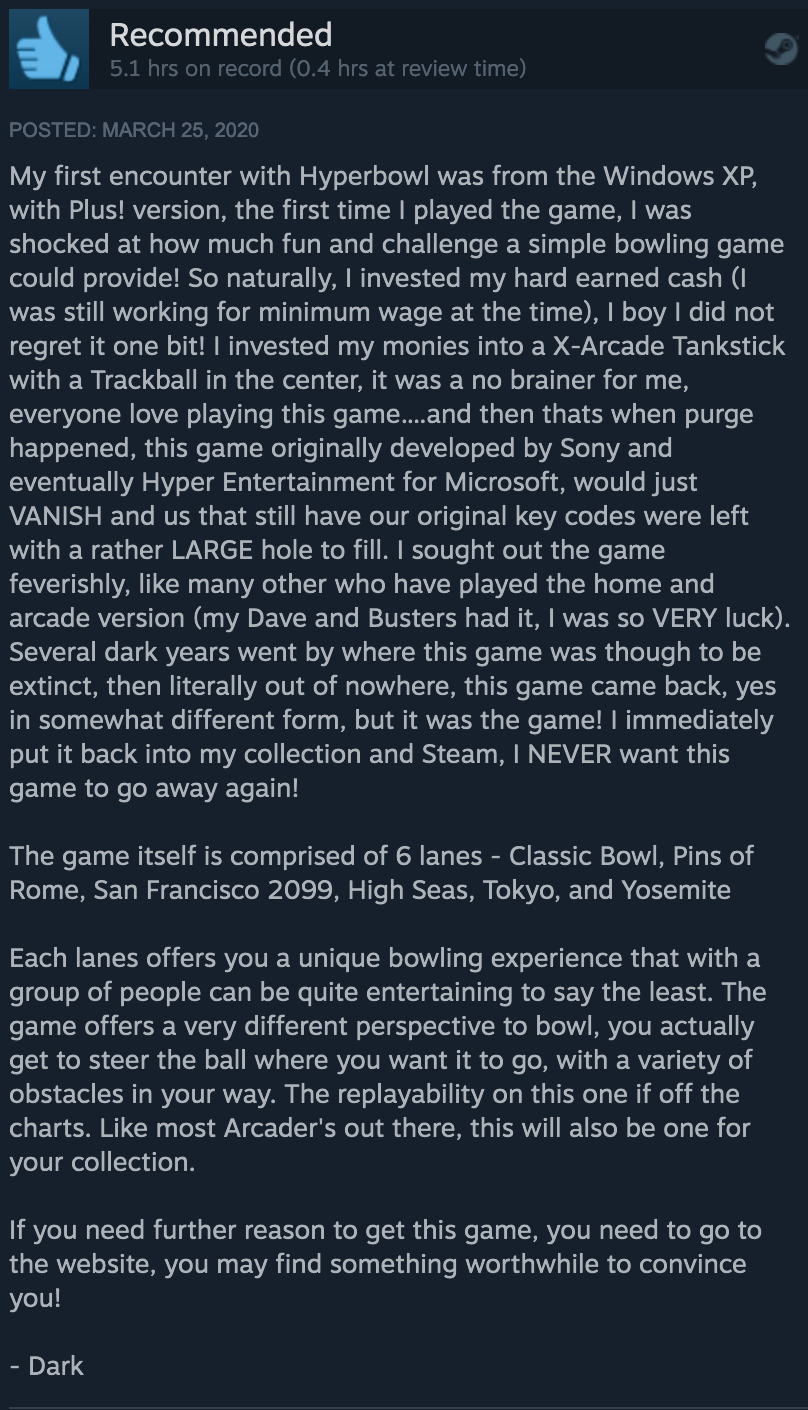 Recommended
5.1 hrs on record (0.4 hrs at review time)
POSTED: MARCH 25, 2020
My first encounter with Hyperbowl was from the Windows XP,
with Plus! version, the first time I played the game, I was
shocked at how much fun and challenge a simple bowling game
could provide! So naturally, I invested my hard earned cash (I
was still working for minimum wage at the time), I boy I did not
regret it one bit! I invested my monies into a X-Arcade Tankstick
with a Trackball in the center, it was a no brainer for me,
everyone love playing this game....and then thats when purge
happened, this game originally developed by Sony and
eventually Hyper Entertainment for Microsoft, would just
VANISH and us that still have our original key codes were left
with a rather LARGE hole to fill. I sought out the game
feverishly, like many other who have played the home and
arcade version (my Dave and Busters had it, I was so VERY luck).
Several dark years went by where this game was though to be
extinct, then literally out of nowhere, this game came back, yes
in somewhat different form, but it was the game! I immediately
put it back into my collection and Steam, I NEVER want this
game to go away again!
The game itself is comprised of 6 lanes - Classic Bowl, Pins of
Rome, San Francisco 2099, High Seas, Tokyo, and Yosemite
Each lanes offers you a unique bowling experience that with a
group of people can be quite entertaining to say the least. The
game offers a very different perspective to bowl, you actually
get to steer the ball where you want it to go, with a variety of
obstacles in your way. The replayability on this one if off the
charts. Like most Arcader's out there, this will also be one for
your collection.
If you need further reason to get this game, you need to go to
the website, you may find something worthwhile to convince
you!
- Dark